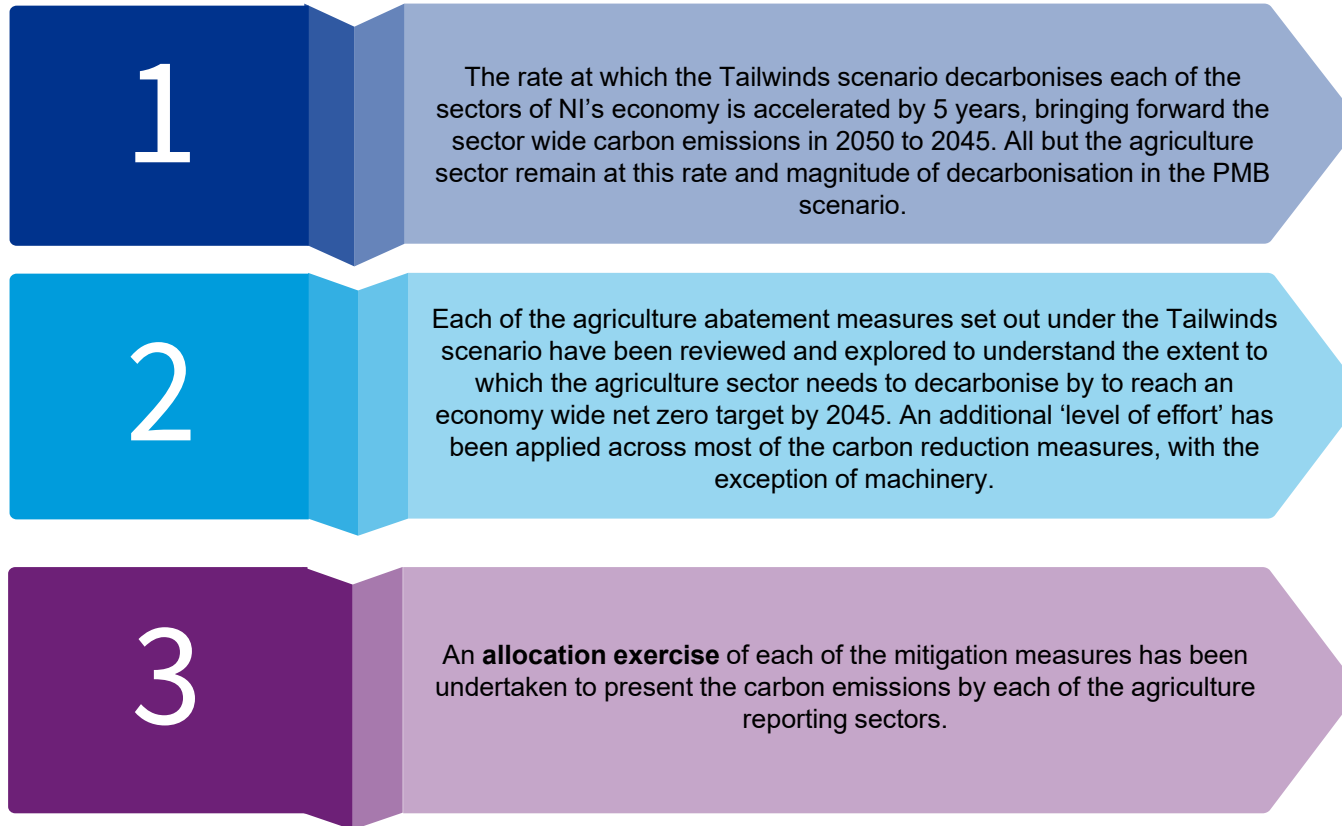 1
The rate at which the Tailwinds scenario decarbonises each of the
sectors of NI’s economy is accelerated by 5 years, bringing forward the
sector wide carbon emissions in 2050 to 2045. All but the agriculture
sector remain at this rate and magnitude of decarbonisation in the PMB
scenario.
2
Each of the agriculture abatement measures set out under the Tailwinds
scenario have been reviewed and explored to understand the extent to
which the agriculture sector needs to decarbonise by to reach an
economy wide net zero target by 2045. An additional ‘level of effort’ has
been applied across most of the carbon reduction measures, with the
exception of machinery.
3
An allocation exercise of each of the mitigation measures has been
undertaken to present the carbon emissions by each of the agriculture
reporting sectors.